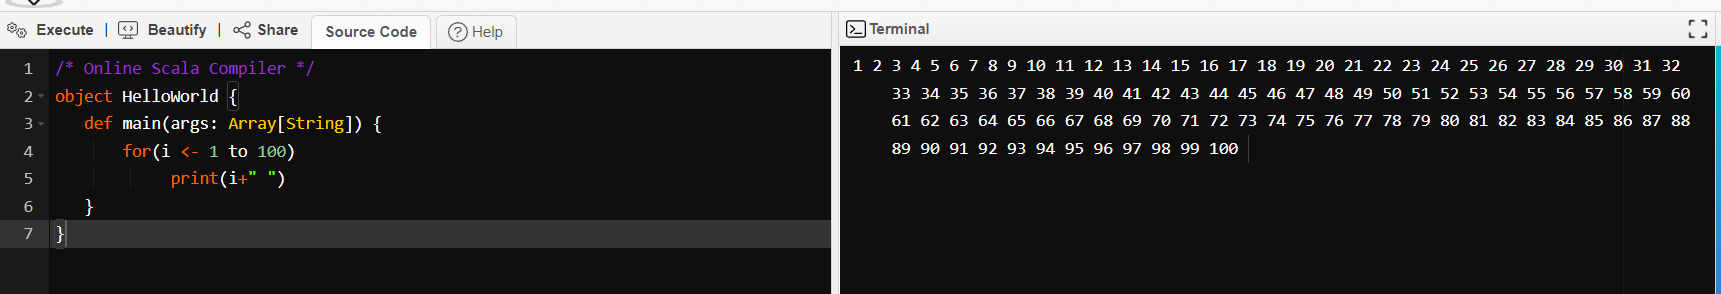 Execute | Beautify | Share Source Code Help
1 /* Online Scala Compiler */
2 object HelloWorld {
3 def main(args: Array[String]) {
4 for(i <- 1 to 100)
5 print(i+" ")
6 }
7 }
Terminal
1 2 3 4 5 6 7 8 9 10 11 12 13 14 15 16 17 18 19 20 21 22 23 24 25 26 27 28 29 30 31 32
33 34 35 36 37 38 39 40 41 42 43 44 45 46 47 48 49 50 51 52 53 54 55 56 57 58 59 60
61 62 63 64 65 66 67 68 69 70 71 72 73 74 75 76 77 78 79 80 81 82 83 84 85 86 87 88
89 90 91 92 93 94 95 96 97 98 99 100